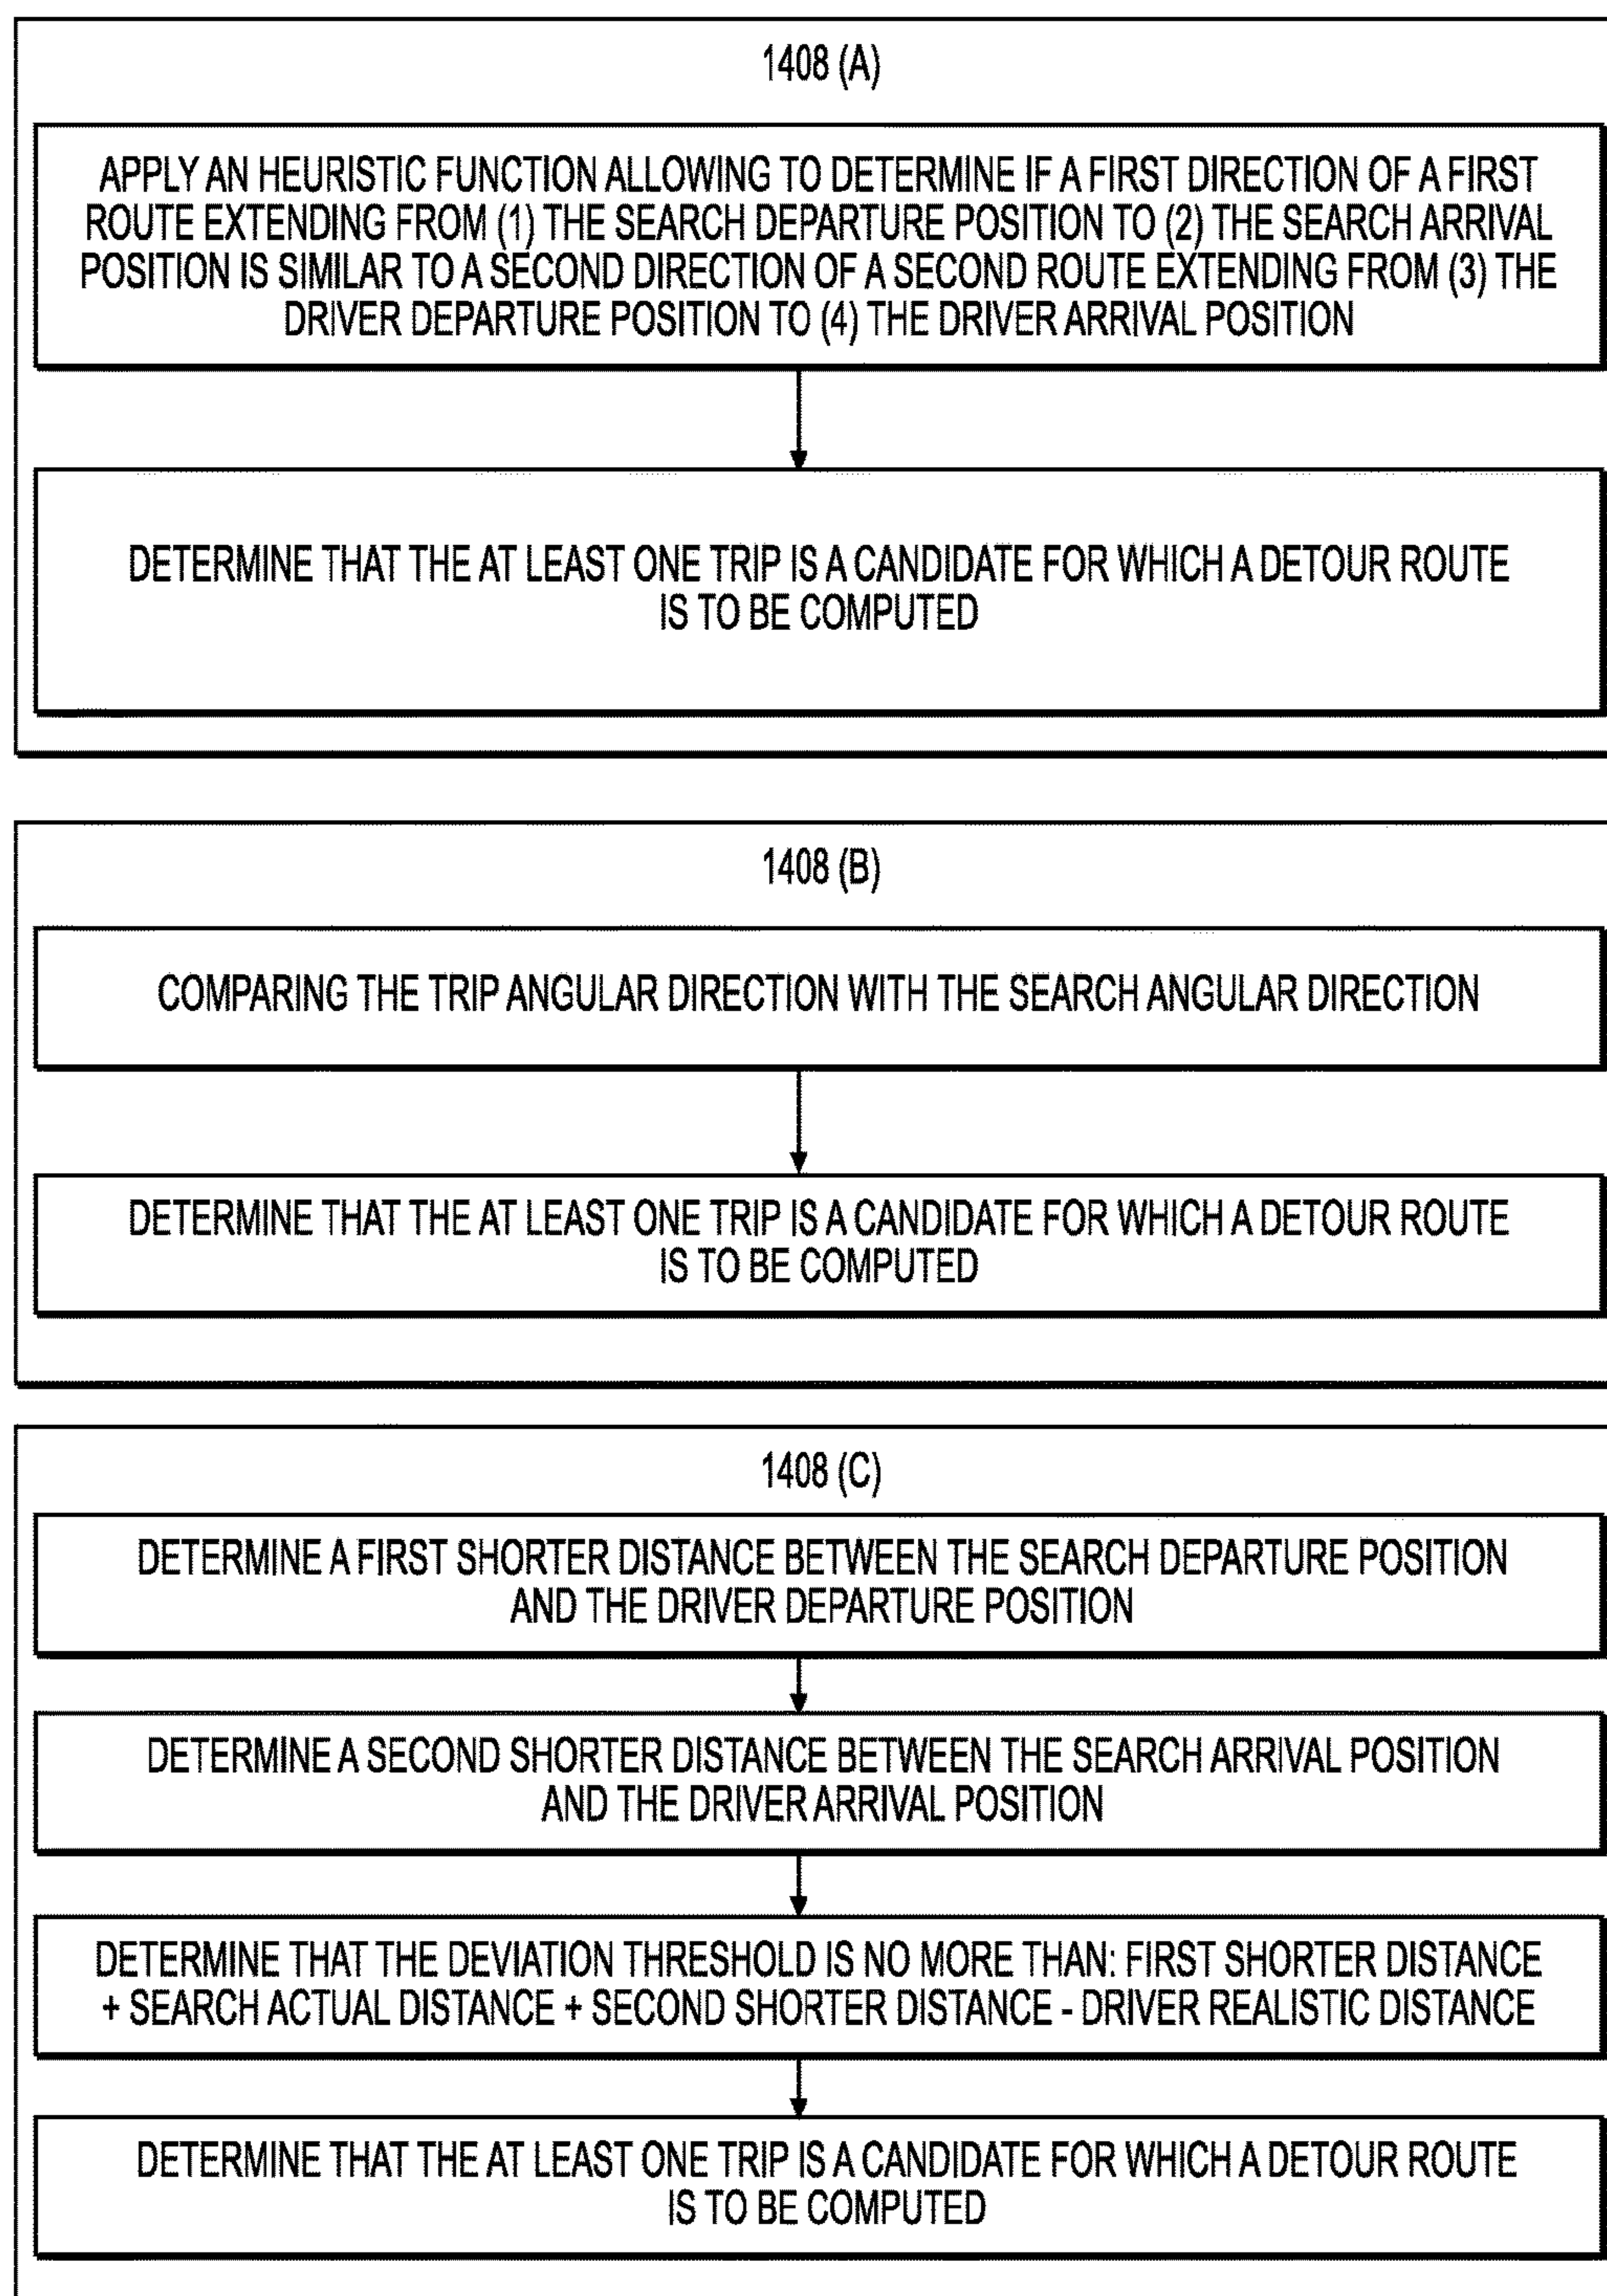 1408 (A)
APPLY AN HEURISTIC FUNCTION ALLOWING TO DETERMINE IF A FIRST DIRECTION OF A FIRST
ROUTE EXTENDING FROM (1) THE SEARCH DEPARTURE POSITION TO (2) THE SEARCH ARRIVAL
POSITION IS SIMILAR TO A SECOND DIRECTION OF A SECOND ROUTE EXTENDING FROM (3) THE
DRIVER DEPARTURE POSITION TO (4) THE DRIVER ARRIVAL POSITION
DETERMINE THAT THE AT LEAST ONE TRIP IS A CANDIDATE FOR WHICH A DETOUR ROUTE
IS TO BE COMPUTED
1408 (B)
COMPARING THE TRIP ANGULAR DIRECTION WITH THE SEARCH ANGULAR DIRECTION
DETERMINE THAT THE AT LEAST ONE TRIP IS A CANDIDATE FOR WHICH A DETOUR ROUTE
IS TO BE COMPUTED
1408 (C)
DETERMINE A FIRST SHORTER DISTANCE BETWEEN THE SEARCH DEPARTURE POSITION
AND THE DRIVER DEPARTURE POSITION
DETERMINE A SECOND SHORTER DISTANCE BETWEEN THE SEARCH ARRIVAL POSITION
AND THE DRIVER ARRIVAL POSITION
DETERMINE THAT THE DEVIATION THRESHOLD IS NO MORE THAN: FIRST SHORTER DISTANCE
+ SEARCH ACTUAL DISTANCE + SECOND SHORTER DISTANCE - DRIVER REALISTIC DISTANCE
DETERMINE THAT THE AT LEAST ONE TRIP IS A CANDIDATE FOR WHICH A DETOUR ROUTE
IS TO BE COMPUTED